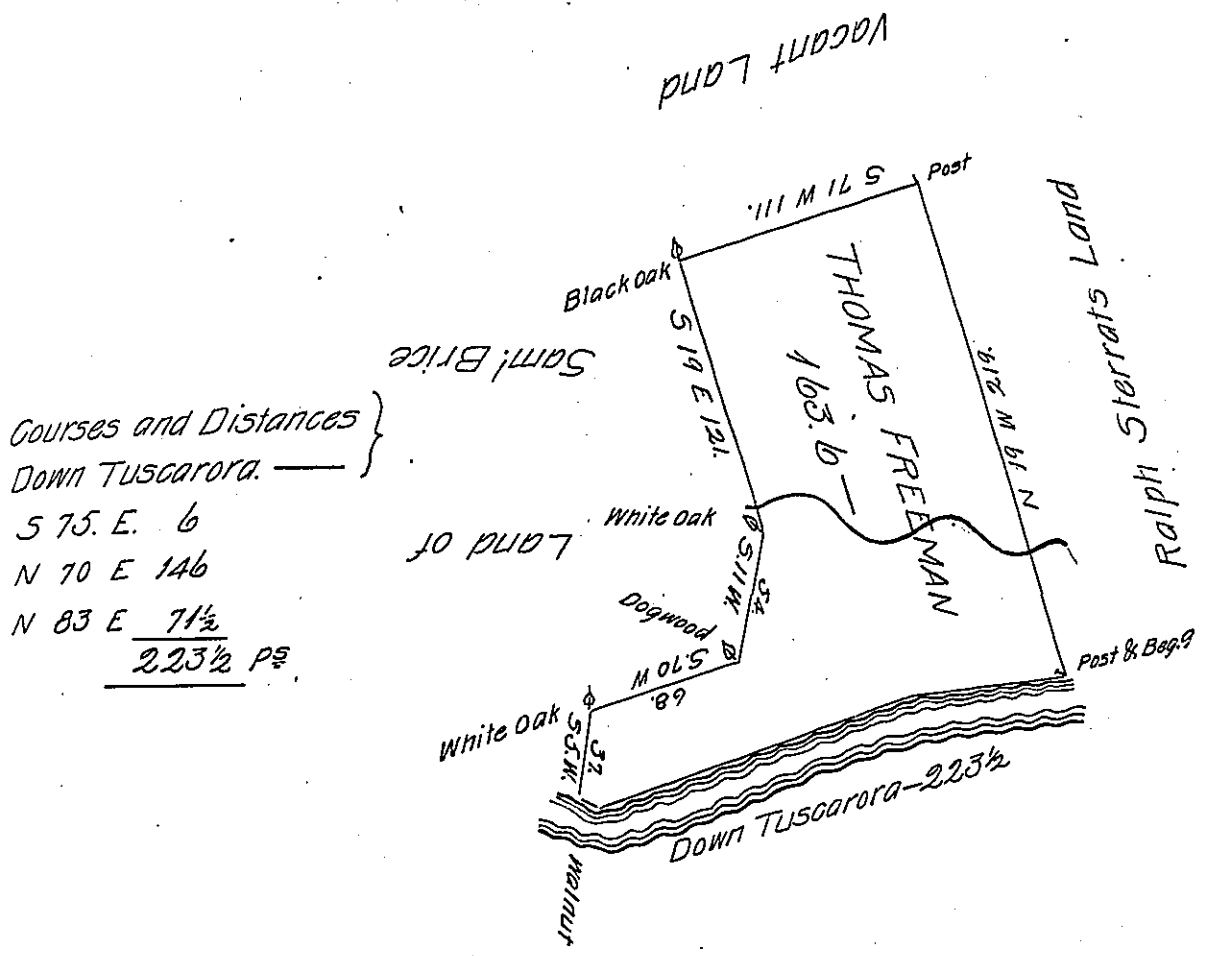 Vacant Land
S 71 W 111.
Post
Black Oak
S 19 E 121.
THOMAS FREEMAN
163.6 —
N 19 W 219.
Ralph Sterrats Land
Saml Brice
Land of
Courses and Distances
Down Tuscarora. —
S 75. E. 6
N 70 E 146
N 83 E 71½
223½ Ps
White Oak
S. 11 W. 54
Dogwood
S. 70 W
68.
White Oak
S 5 W. 37
Post & Beg.g
Down Tuscarora—223½
Walnut